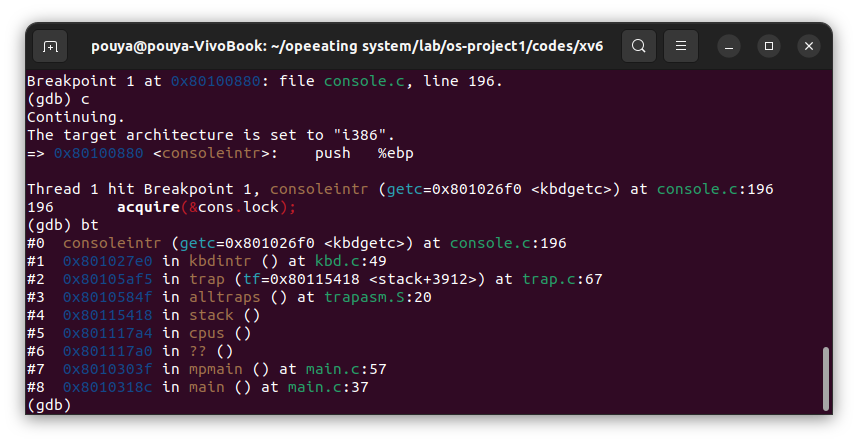 pouya@pouya-VivoBook: ~/opeeating system/lab/os-project1/codes/xv6
Breakpoint 1 at 0x80100880: file console.c, line 196.
(gdb) c
Continuing.
The target architecture is set to "i386".
=> 0x80100880 <consoleintr>:    push   %ebp
Thread 1 hit Breakpoint 1, consoleintr (getc=0x801026f0 <kbdgetc>) at console.c:196
196       acquire(&cons.lock);
(gdb) bt
#0  consoleintr (getc=0x801026f0 <kbdgetc>) at console.c:196
#1  0x801027e0 in kbdintr () at kbd.c:49
#2  0x80105af5 in trap (tf=0x80115418 <stack+3912>) at trap.c:67
#3  0x8010584f in alltraps () at trapasm.S:20
#4  0x80115418 in stack ()
#5  0x801117a4 in cpus ()
#6  0x801117a0 in ?? ()
#7  0x8010303f in mpmain () at main.c:57
#8  0x8010318c in main () at main.c:37
(gdb)